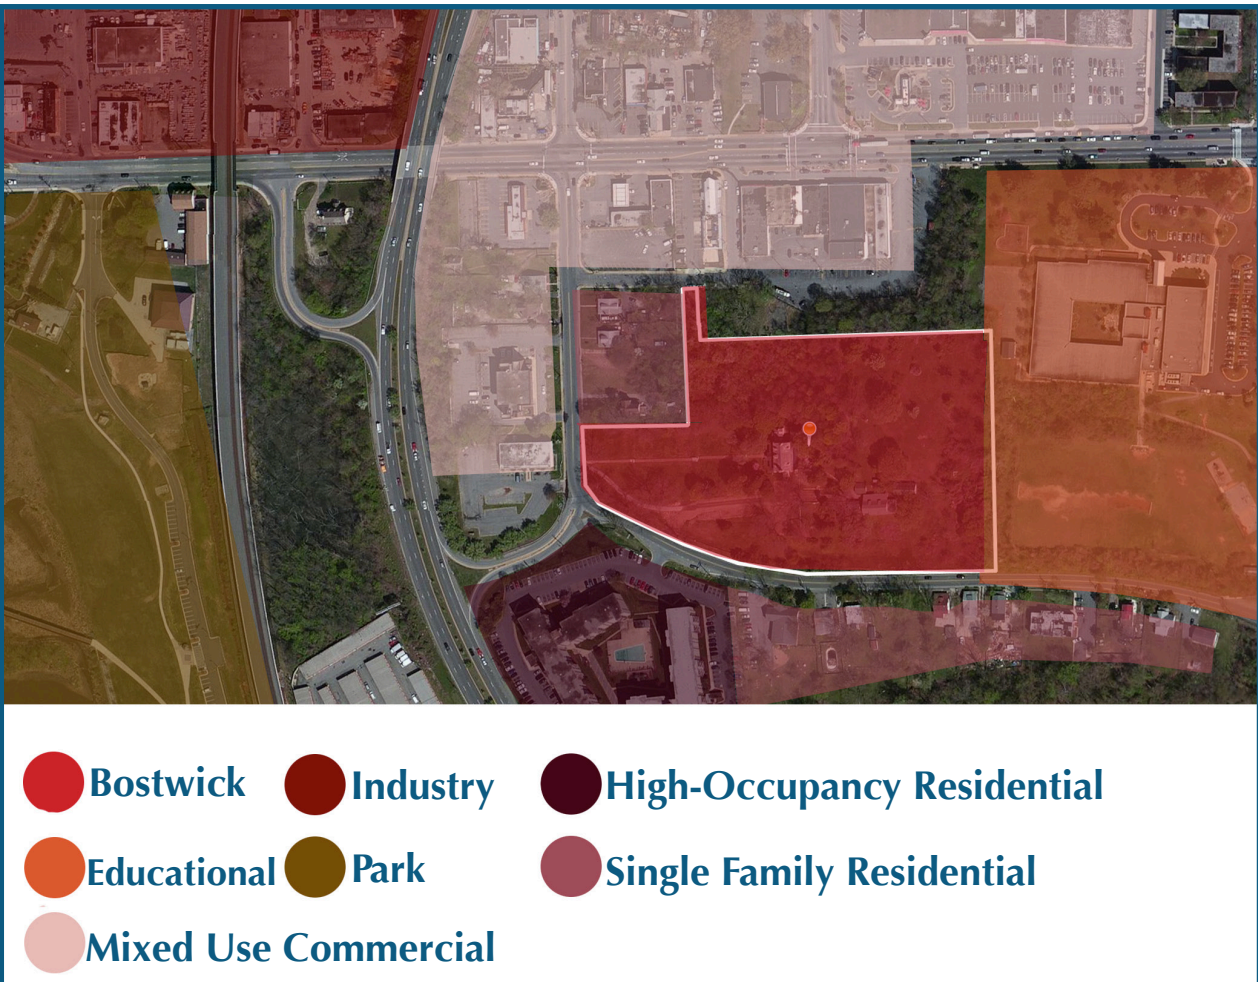 Bostwick Industry High-Occupancy Residential
Educational Park Single Family Residential
Mixed Use Commercial